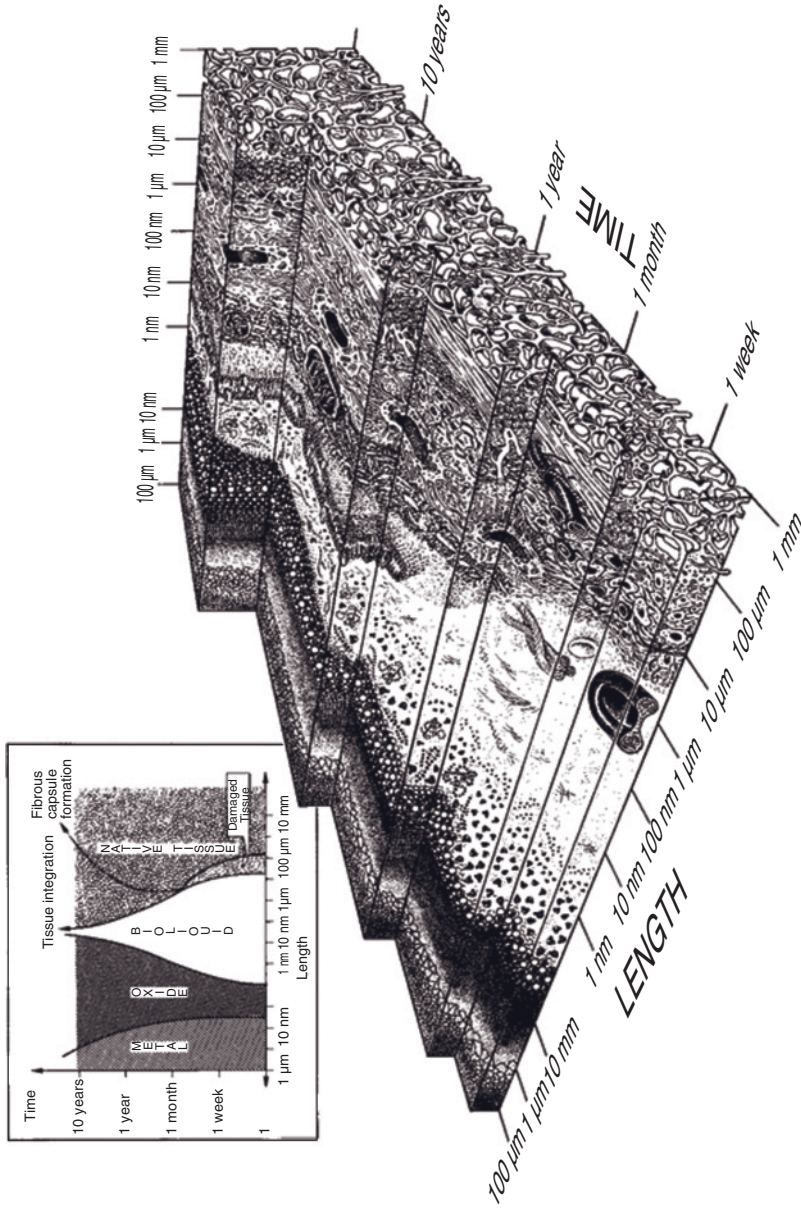 Time
10 years
1 year
1 month
1 week
1
METAL
OXIDE
BIOLIOUID
NATIVE TISSSUE
Damaged
Tissue
Tissue integration
Fibrous
capsule
formation
1 µm 10 nm 1 nm 10 nm 1µm 100 µm 10 mm
Length
100 µm 1 µm 10 nm 1 nm 10 nm 100 nm 1 µm 10 µm 100 µm 1 mm
10 years
1 year
TIME
1 month
1 week
100 µm 1 µm 10 mm 1 nm 10 nm 100 nm 1 µm 10 µm 100 µm 1 mm
LENGTH